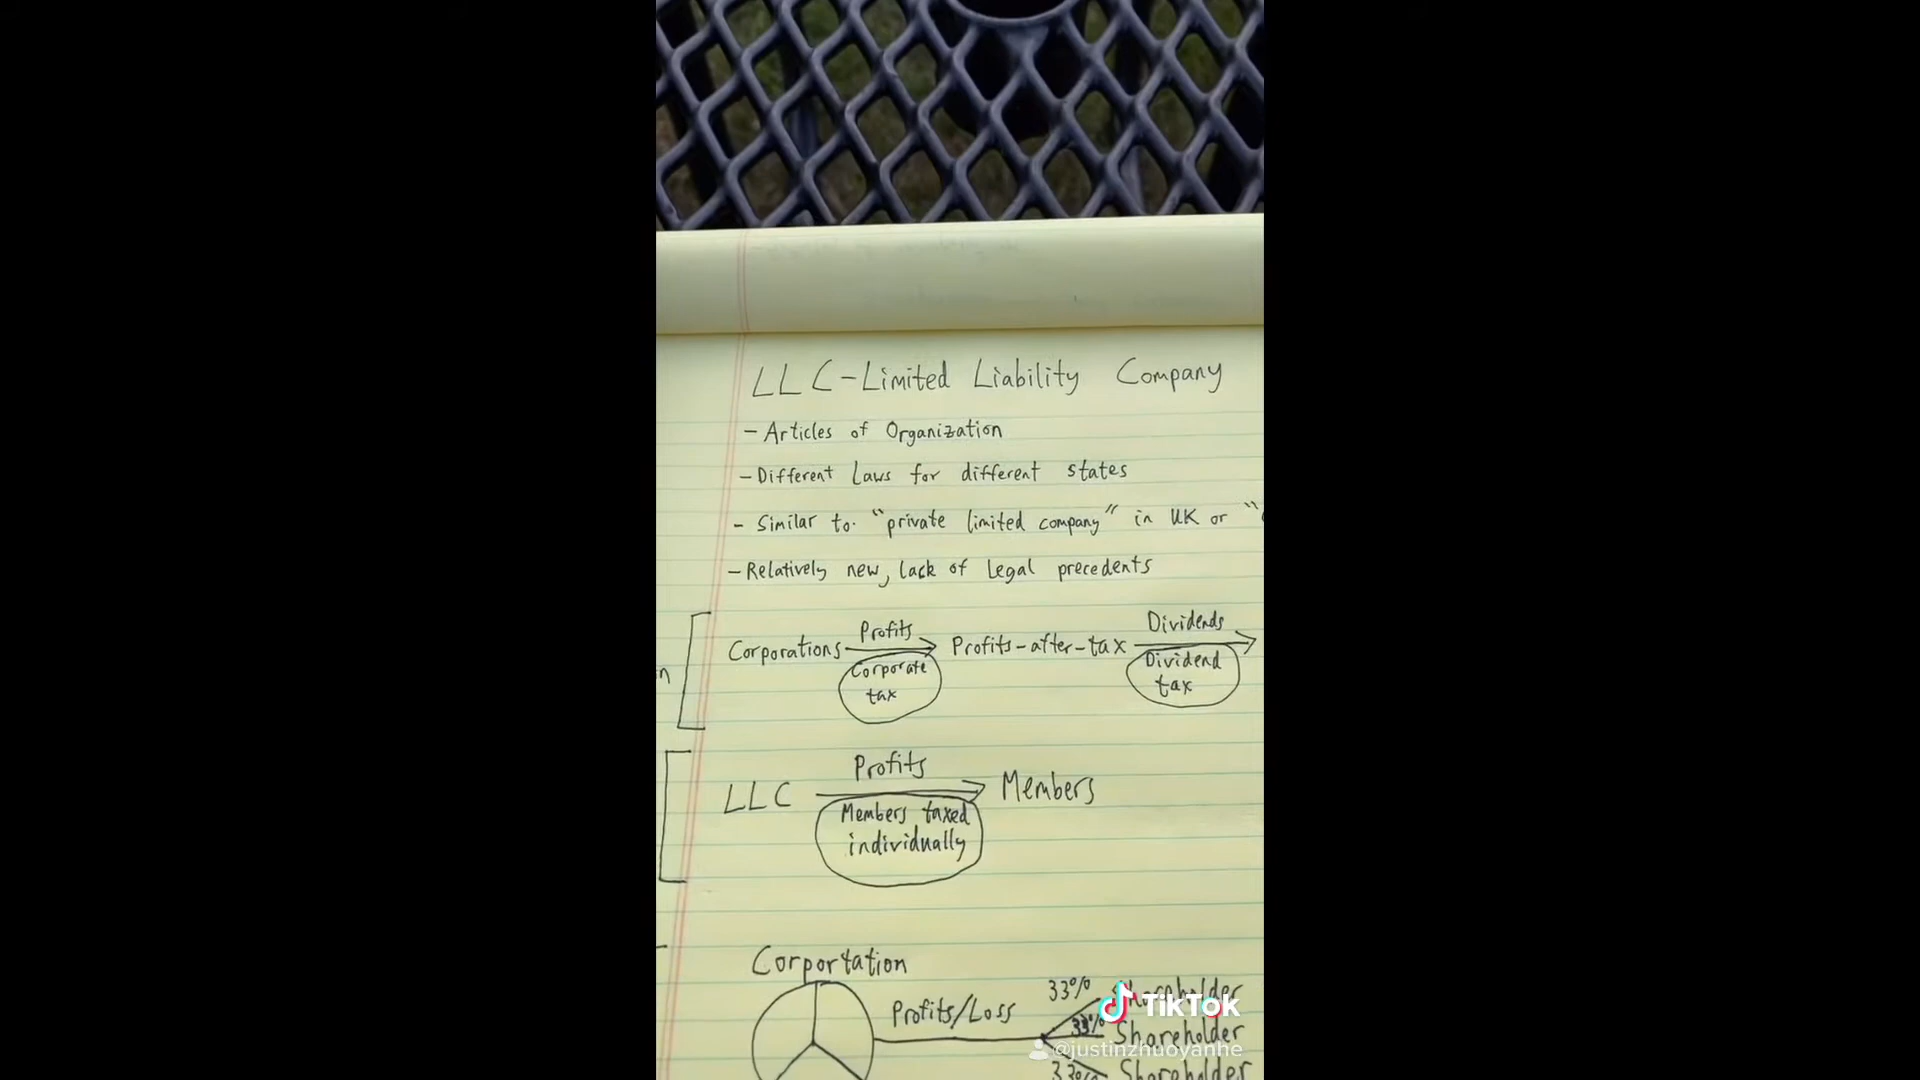 LLC-Limited Liability Company
- Articles of Organization
- Different Laws for different states
- Similar to "private limited company" in UK or "
- Relatively new, lack of legal precedents
Corporations Profits Corporate tax Profits-after-tax Dividends Dividend tax
LLC Profits Members taxed individually Members
Corportation
Profits/Loss
33% Shareholder
33% Shareholder
33% Shareholder
TikTok
@justinzhuoyanhe